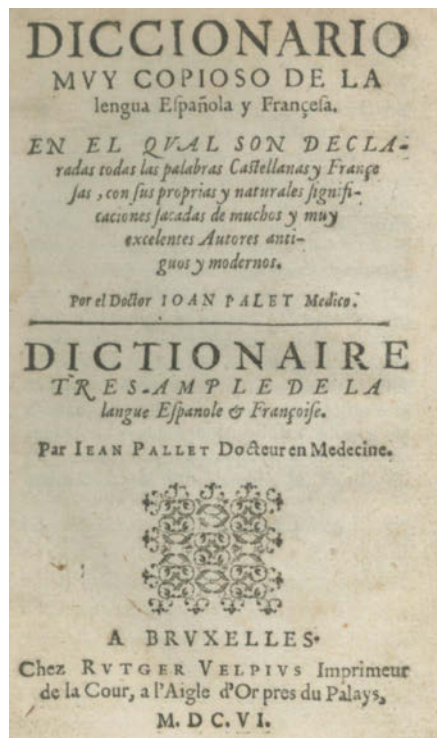 DICCIONARIO
MVY COPIOSO DE LA
lengua Eſpañola y Françeſa.
EN EL QVAL SON DECLA-
radas todas las palabras Castellanas y Françe
ſas, con ſus proprias y naturales ſignifi-
caciones ſacadas de muchos y muy
excelentes Autores anti-
guos y modernos.
Por el Doctor IOAN PALET Medico.
DICTIONAIRE
TRES-AMPLE DE LA
langue Eſpanole & Françoiſe.
Par IEAN PALLET Docteur en Medecine.
A BRVXELLES.
Chez RVTGER VELPIVS Imprimeur
de la Cour, a l'Aigle d'Or pres du Palays,
M. D C. VI.